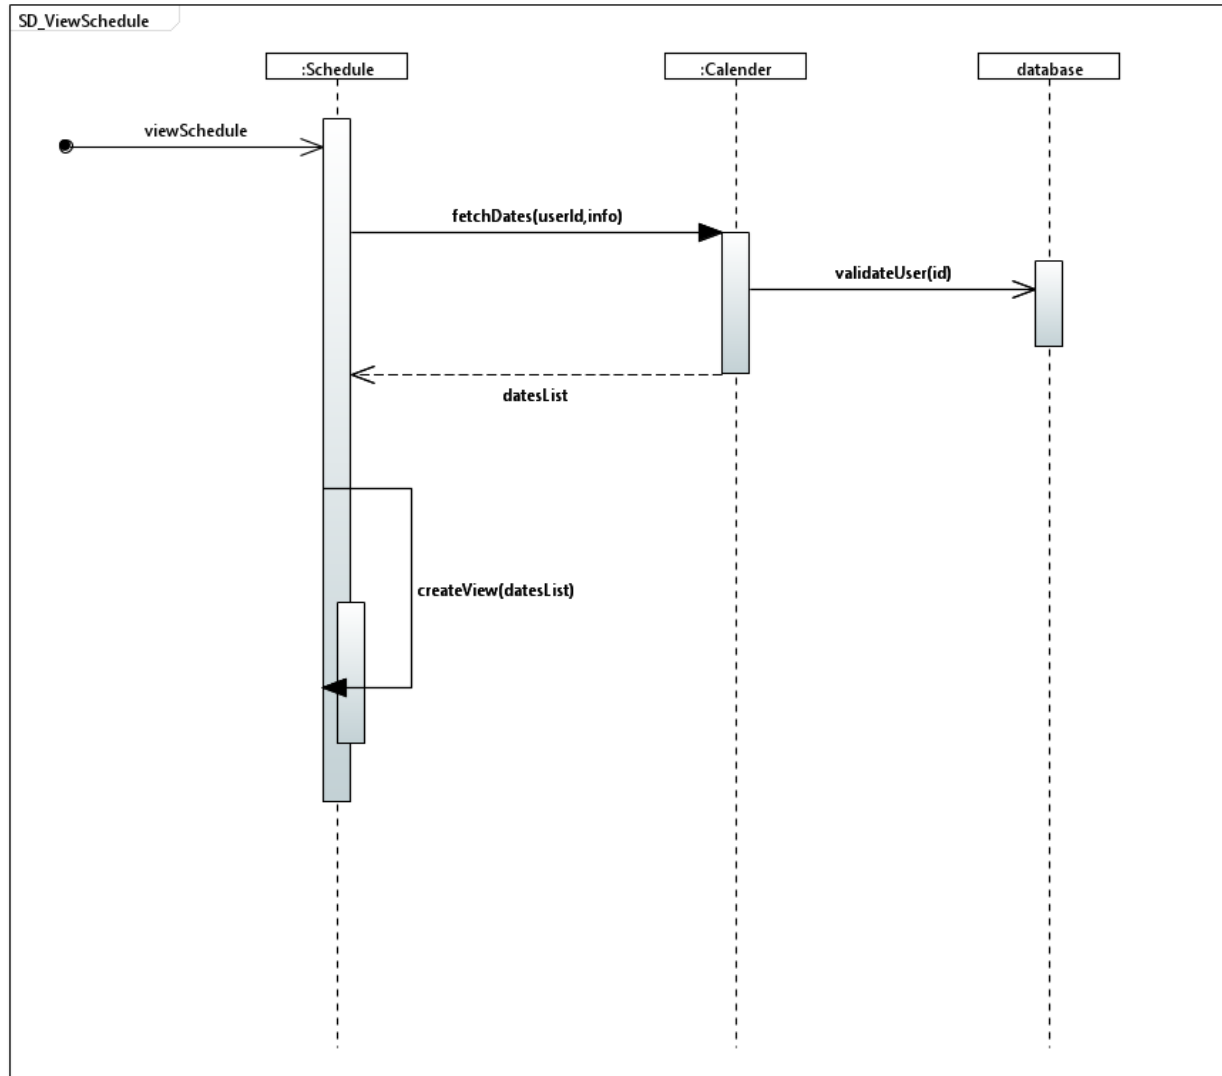 SD_ViewSchedule
:Schedule
:Calender
database
viewSchedule
fetchDates(userId,info)
validateUser(id)
datesList
createView(datesList)